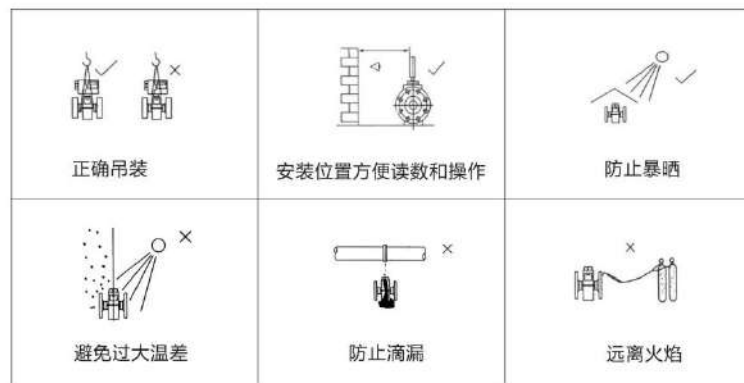 正确吊装
安装位置方便读数和操作
防止暴晒
避免过大温差
防止滴漏
远离火焰